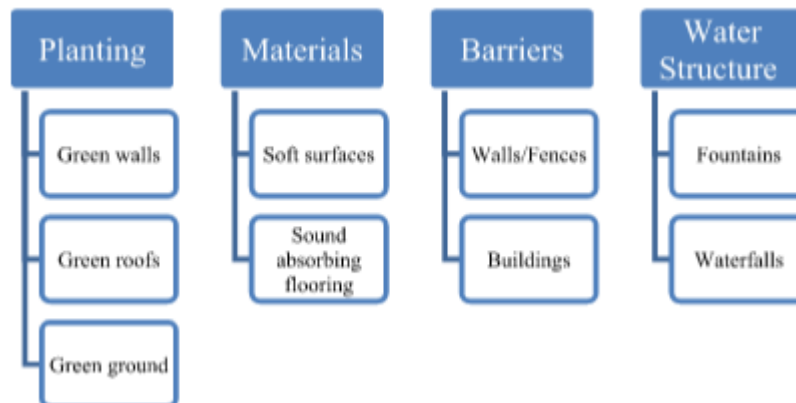 Planting
Green walls
Green roofs
Green ground
Materials
Soft surfaces
Sound
absorbing
flooring
Barriers
Walls/Fences
Buildings
Water
Structure
Fountains
Waterfalls